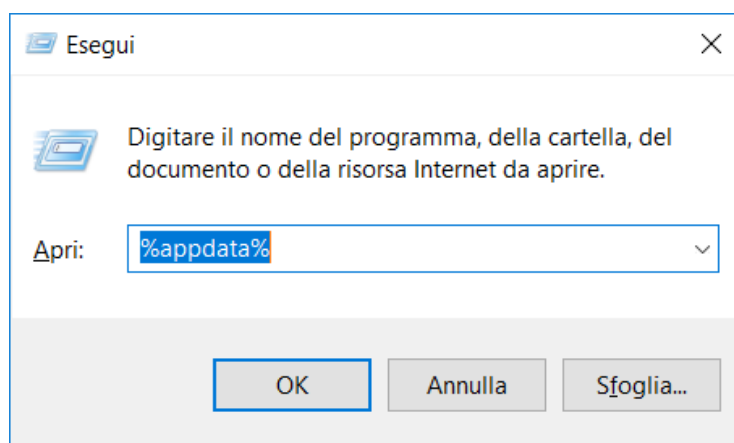 Esegui
Digitare il nome del programma, della cartella, del
documento o della risorsa Internet da aprire.
Apri: %appdata%
OK Annulla Sfoglia...